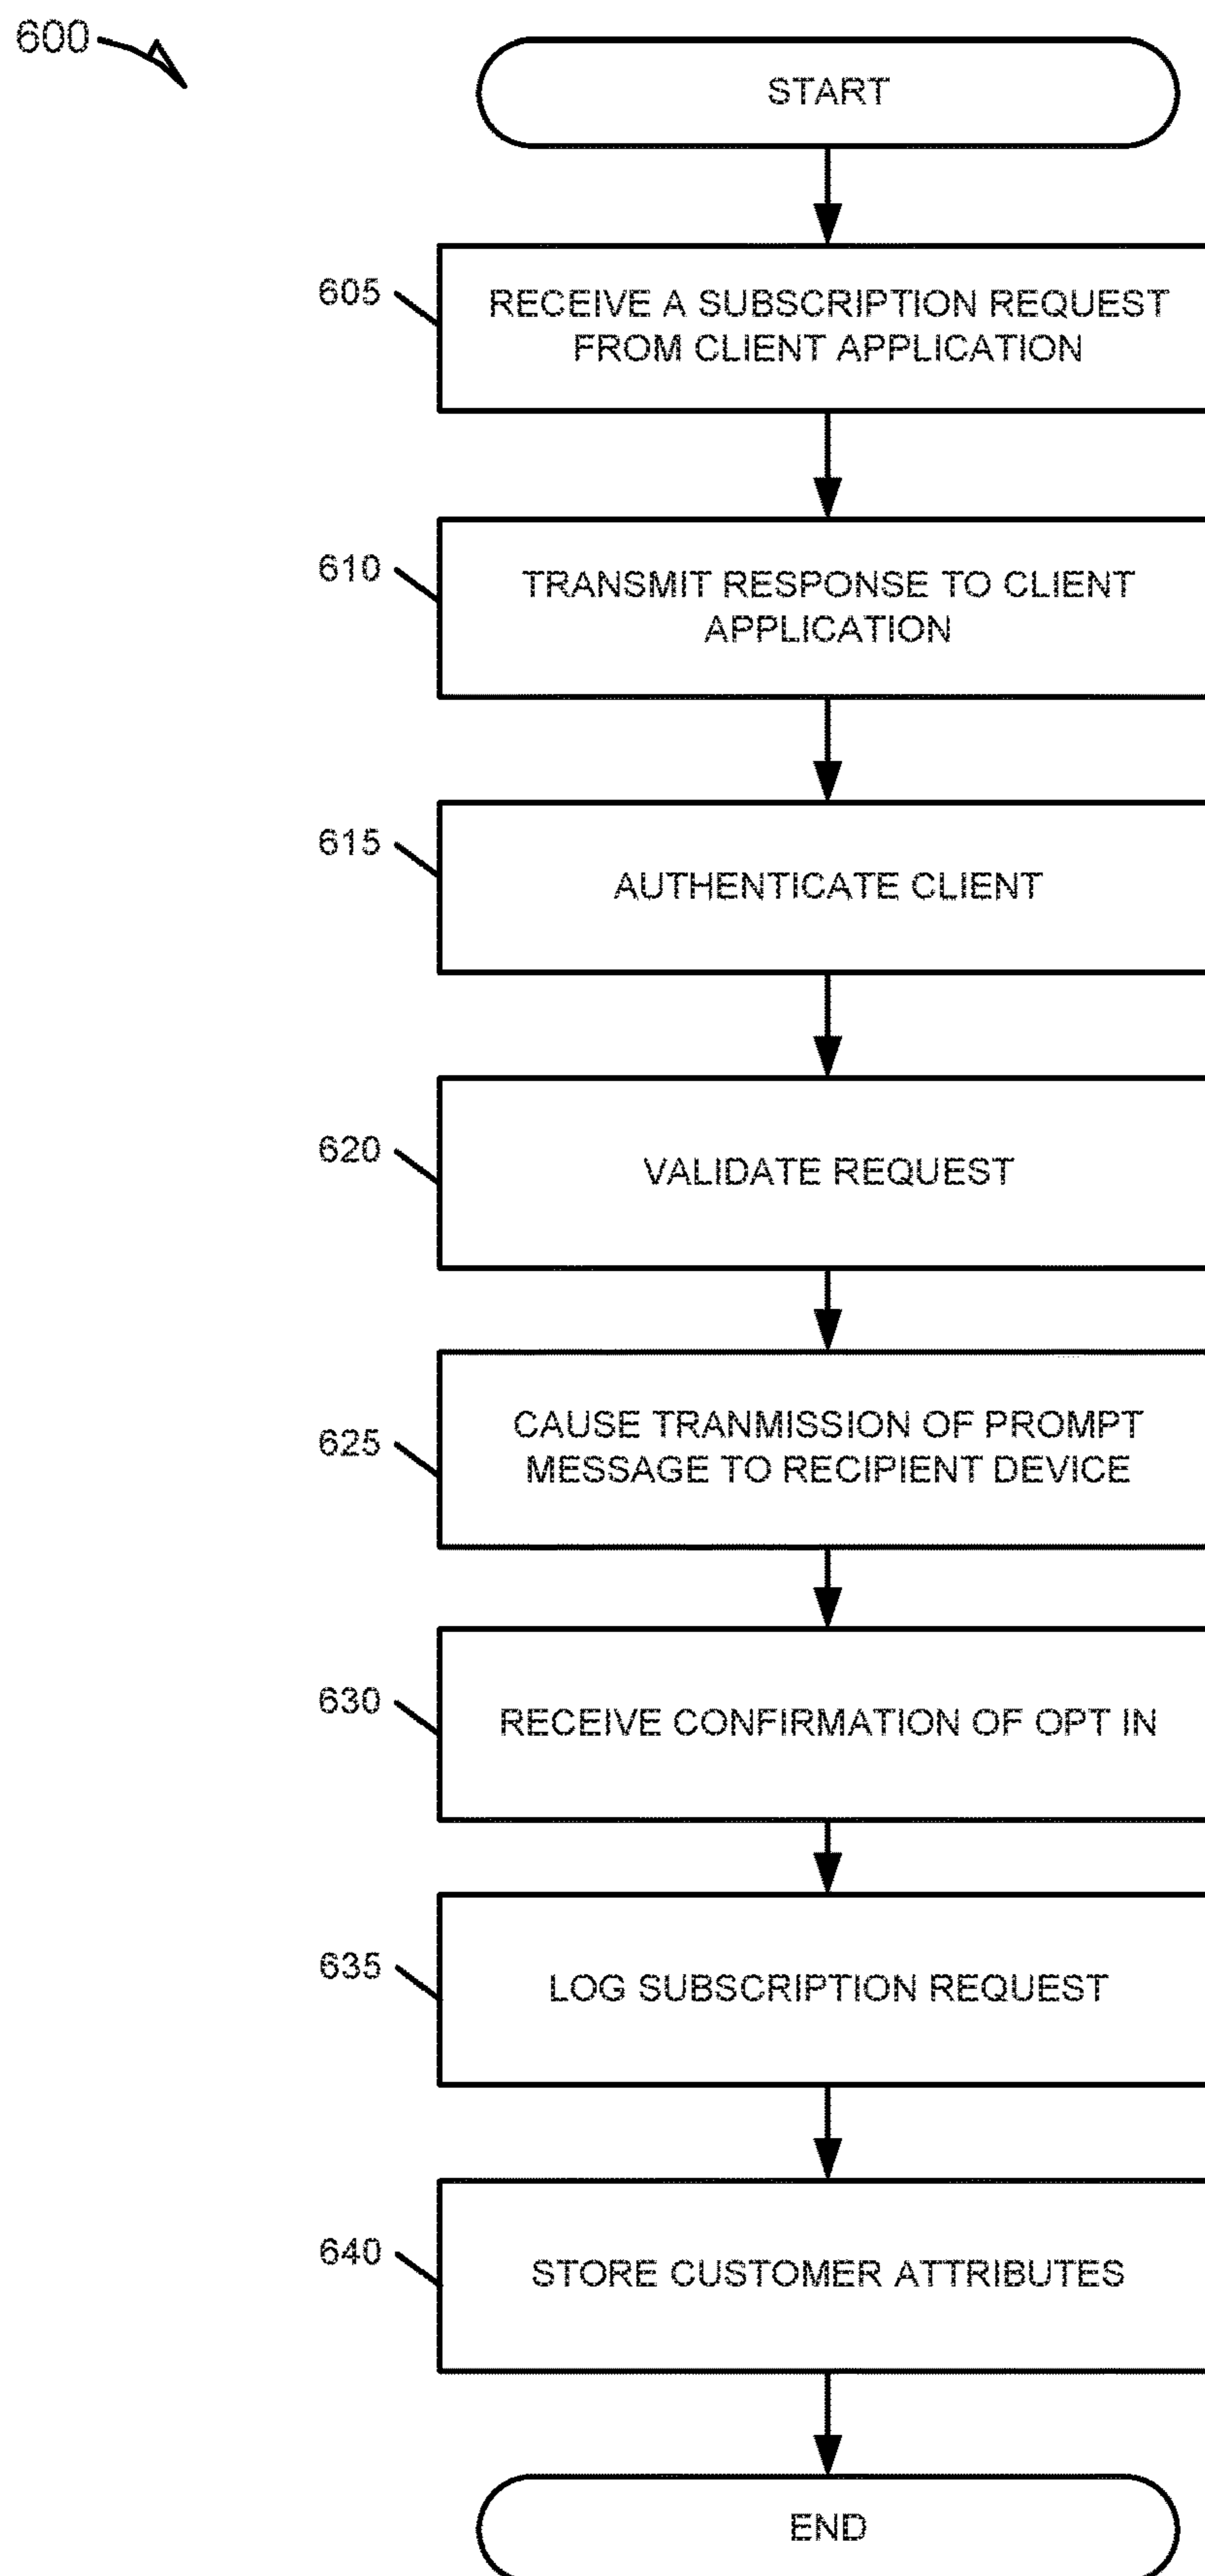 600
START
605
RECEIVE A SUBSCRIPTION REQUEST
FROM CLIENT APPLICATION
610
TRANSMIT RESPONSE TO CLIENT
APPLICATION
615
AUTHENTICATE CLIENT
620
VALIDATE REQUEST
625
CAUSE TRANMISSION OF PROMPT
MESSAGE TO RECIPIENT DEVICE
630
RECEIVE CONFIRMATION OF OPT IN
635
LOG SUBSCRIPTION REQUEST
640
STORE CUSTOMER ATTRIBUTES
END